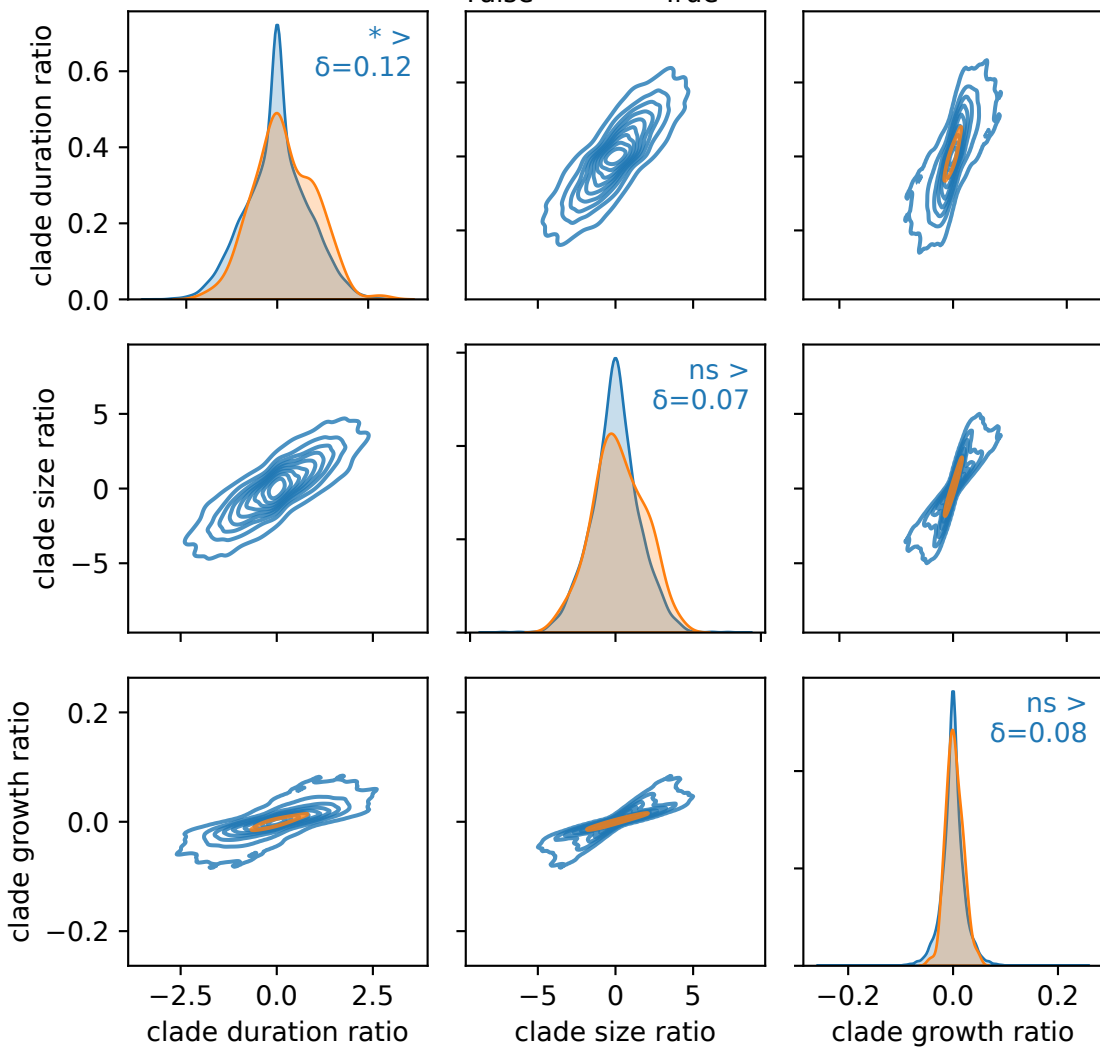 clade duration ratio
0.6
0.4
0.2
0.0
* >
δ=0.12
clade size ratio
5
0
−5
ns >
δ=0.07
clade growth ratio
0.2
0.0
−0.2
ns >
δ=0.08
−2.5 0.0 2.5
−5 0 5
−0.2 0.0 0.2
clade duration ratio
clade size ratio
clade growth ratio